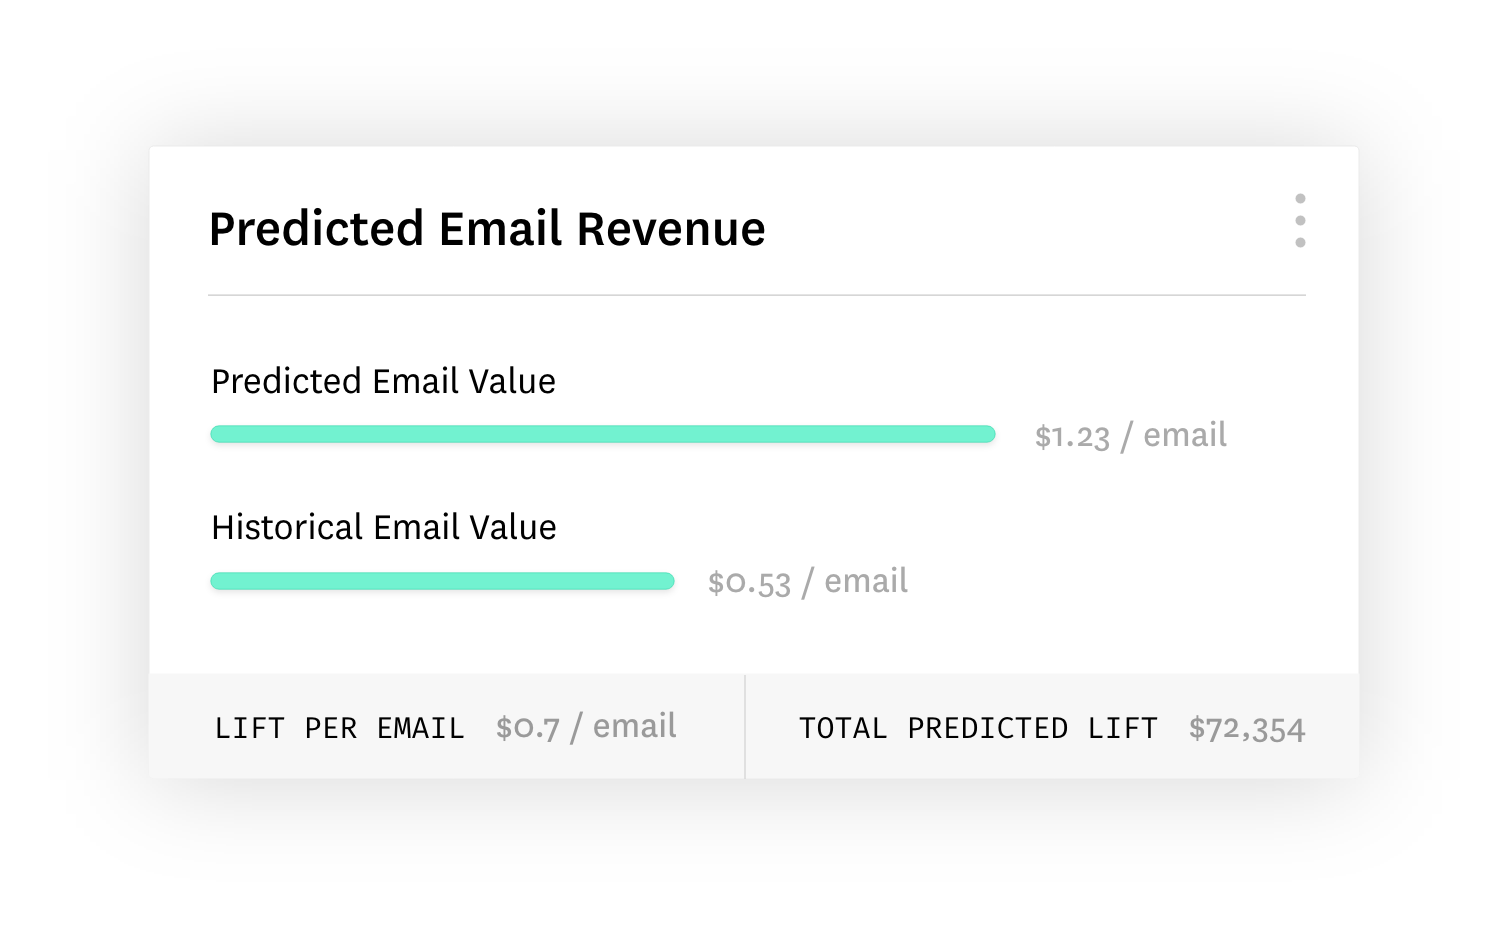 Predicted Email Revenue
Predicted Email Value
$1.23 / email
Historical Email Value
$0.53 / email
LIFT PER EMAIL $0.7 / email
TOTAL PREDICTED LIFT $72,354